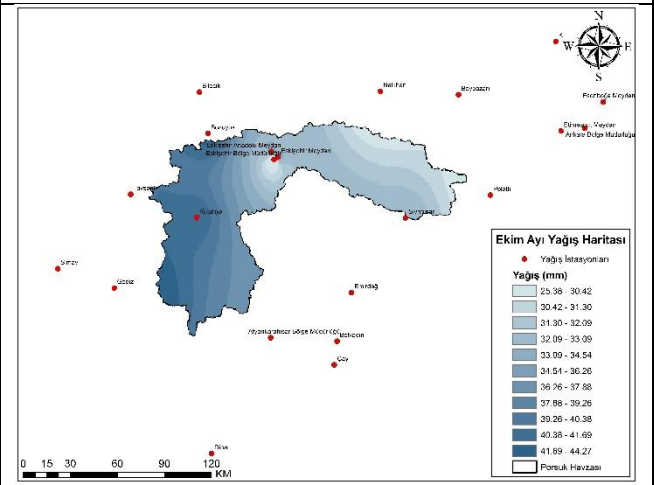 N
W
E
S
K
Bilecik
Nallıhan
Beypazarı
Esenboğa Meydan
Etimesgut Meydan
Ankara Bölge Müdürlüğü
Bozüyük
Eskişehir Anadolu Meydan
Eskişehir Bölge Müdürlüğü
Eskişehir Meydan
Tavşanlı
Kütahya
Polatlı
Sivrihisar
Simav
Gediz
Emirdağ
Afyonkarahisar Bölge Müdürlüğü
Bolvadin
Çay
Dinar
Ekim Ayı Yağış Haritası
Yağış İstasyonları
Yağış (mm)
25.38 - 30.42
30.42 - 31.30
31.30 - 32.09
32.09 - 33.09
33.09 - 34.54
34.54 - 36.26
36.26 - 37.88
37.88 - 39.26
39.26 - 40.38
40.38 - 41.69
41.69 - 44.27
Porsuk Havzası
0 15 30 60 90 120
KM